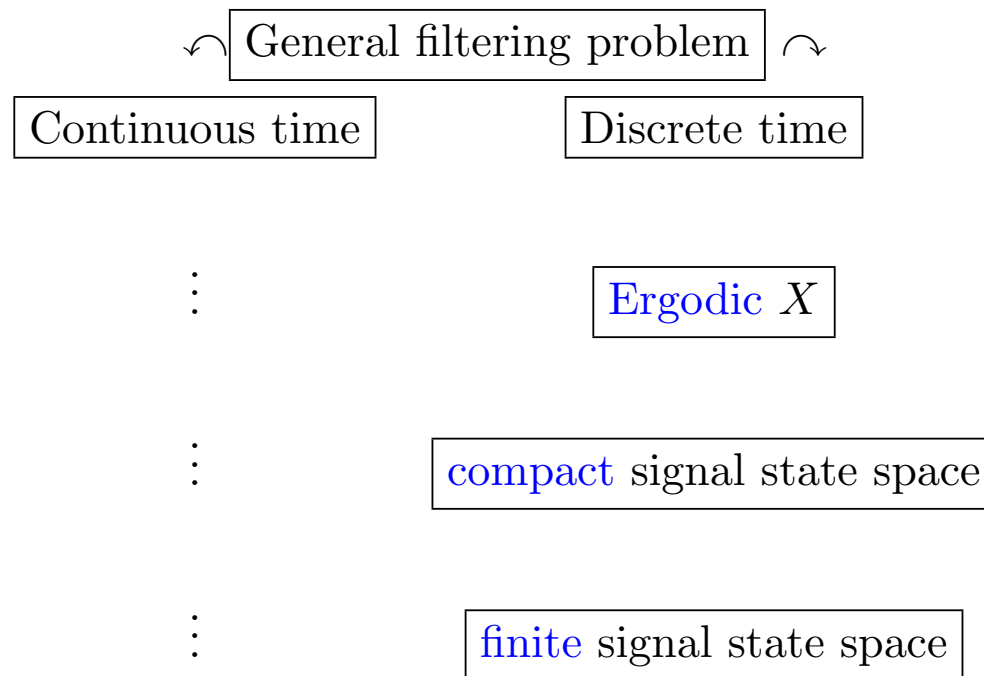 General filtering problem
Continuous time
Discrete time
⋮
Ergodic X
⋮
compact signal state space
⋮
finite signal state space